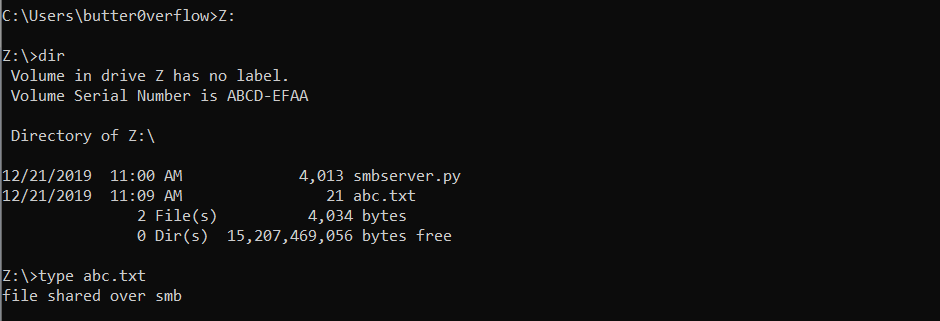 C:\Users\butter0verflow>Z:
Z:\>dir
 Volume in drive Z has no label.
 Volume Serial Number is ABCD-EFAA
 Directory of Z:\
12/21/2019  11:00 AM             4,013 smbserver.py
12/21/2019  11:09 AM                21 abc.txt
               2 File(s)          4,034 bytes
               0 Dir(s)  15,207,469,056 bytes free
Z:\>type abc.txt
file shared over smb